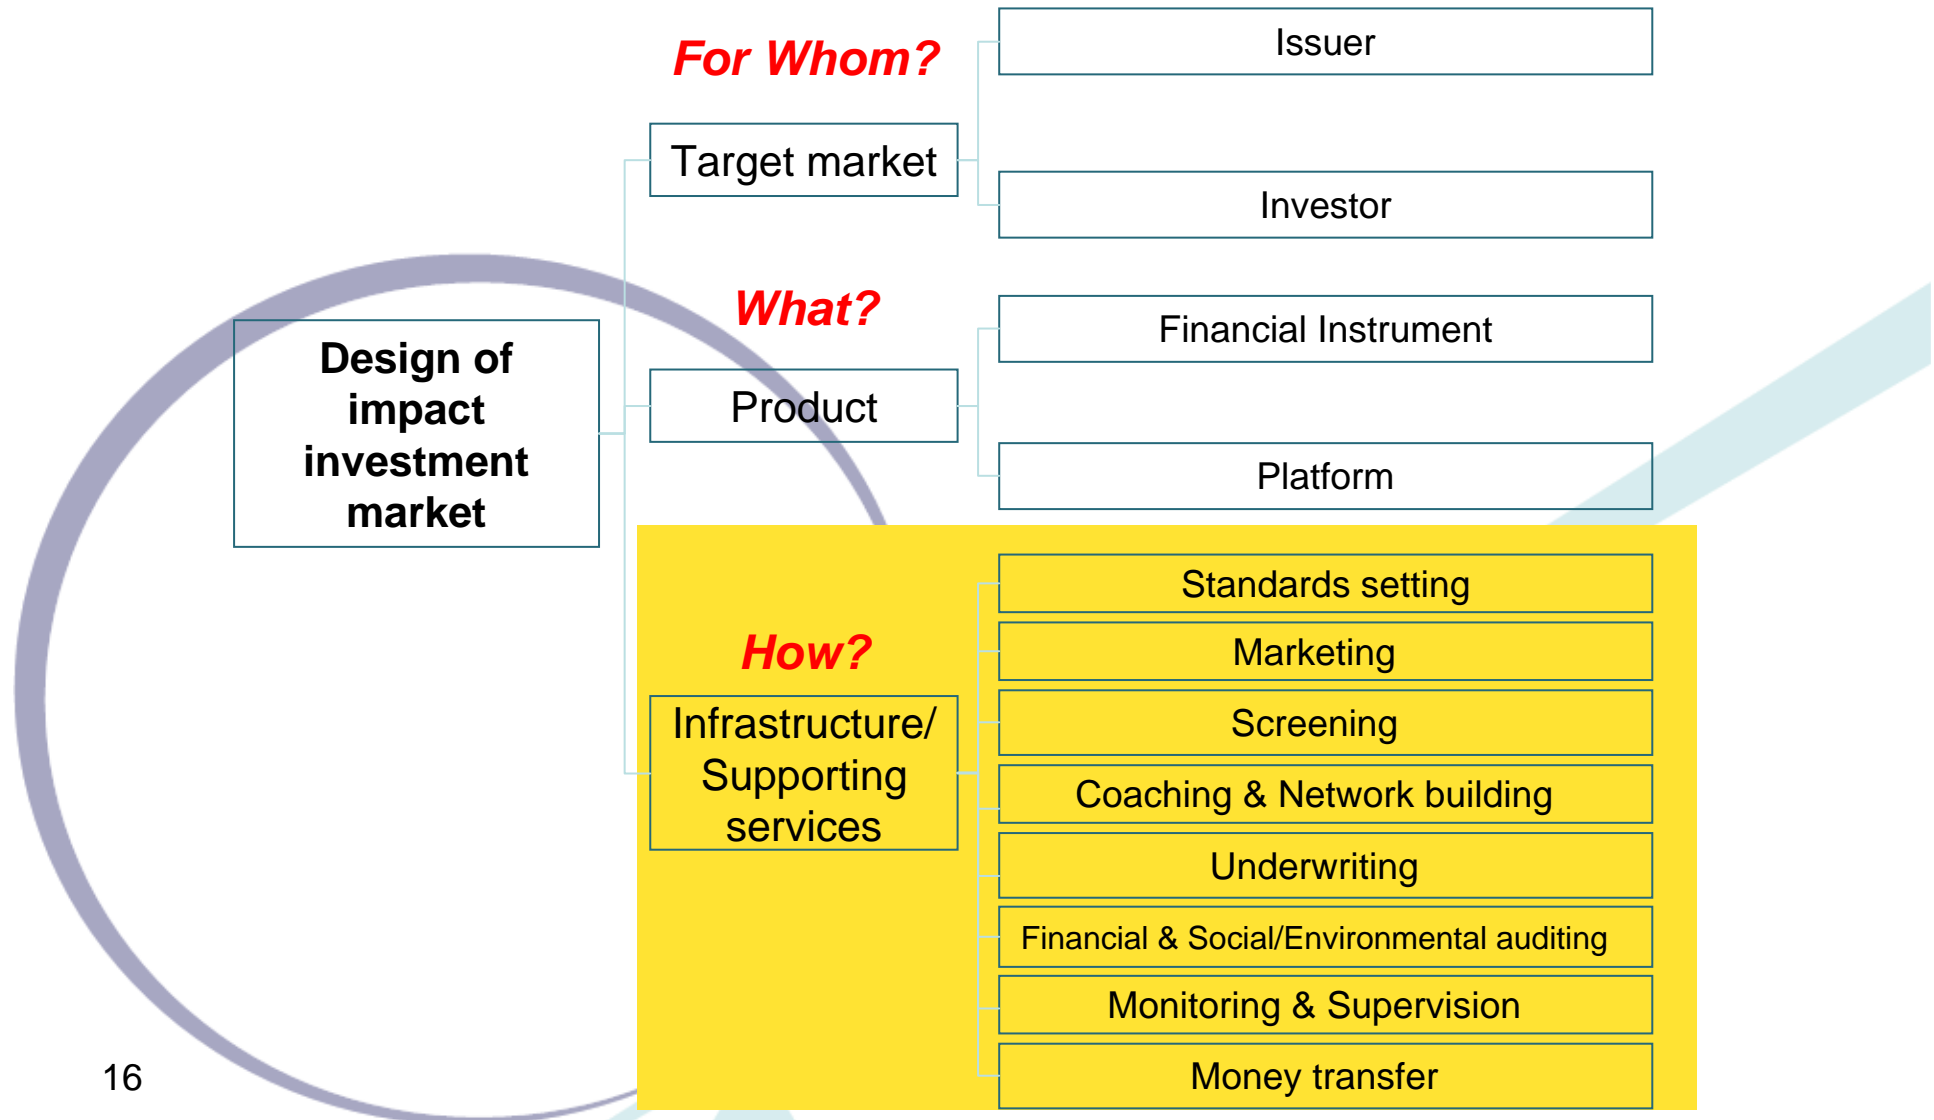 For Whom?
Issuer
Target market
Investor
What?
Financial Instrument
Product
Platform
Design of
impact
investment
market
How?
Infrastructure/
Supporting
services
Standards setting
Marketing
Screening
Coaching & Network building
Underwriting
Financial & Social/Environmental auditing
Monitoring & Supervision
Money transfer
16